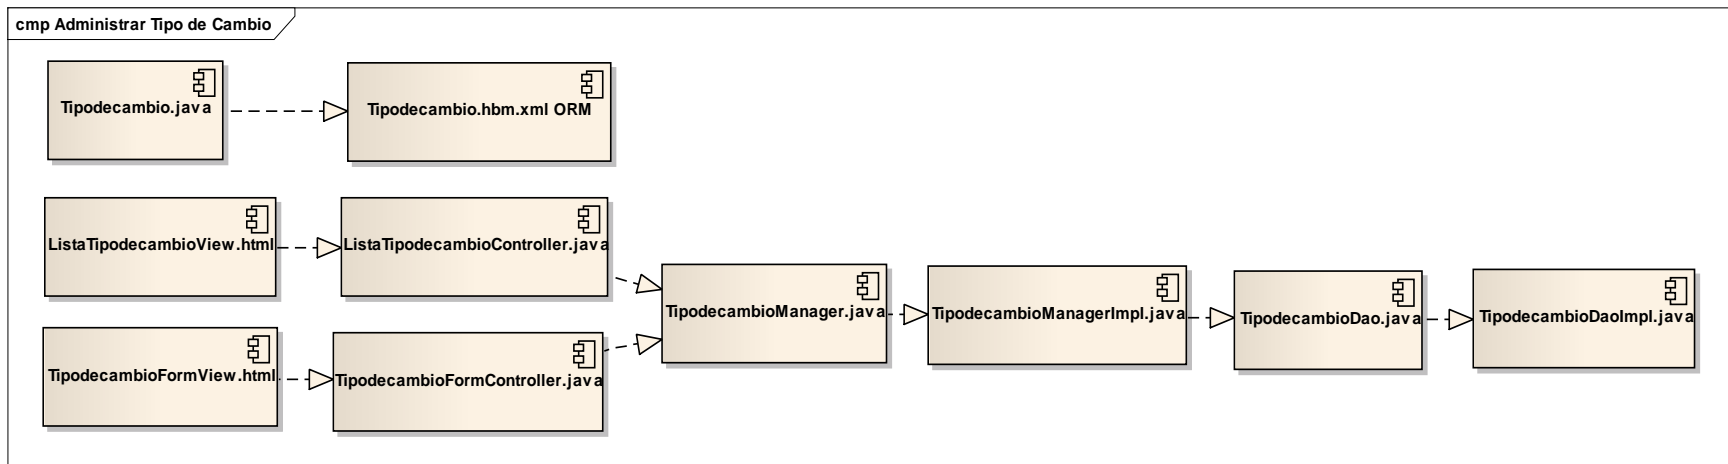 cmp Administrar Tipo de Cambio
Tipodecambio.java
Tipodecambio.hbm.xml ORM
ListaTipodecambioView.html
ListaTipodecambioController.java
TipodecambioManager.java
TipodecambioManagerImpl.java
TipodecambioDao.java
TipodecambioDaoImpl.java
TipodecambioFormView.html
TipodecambioFormController.java